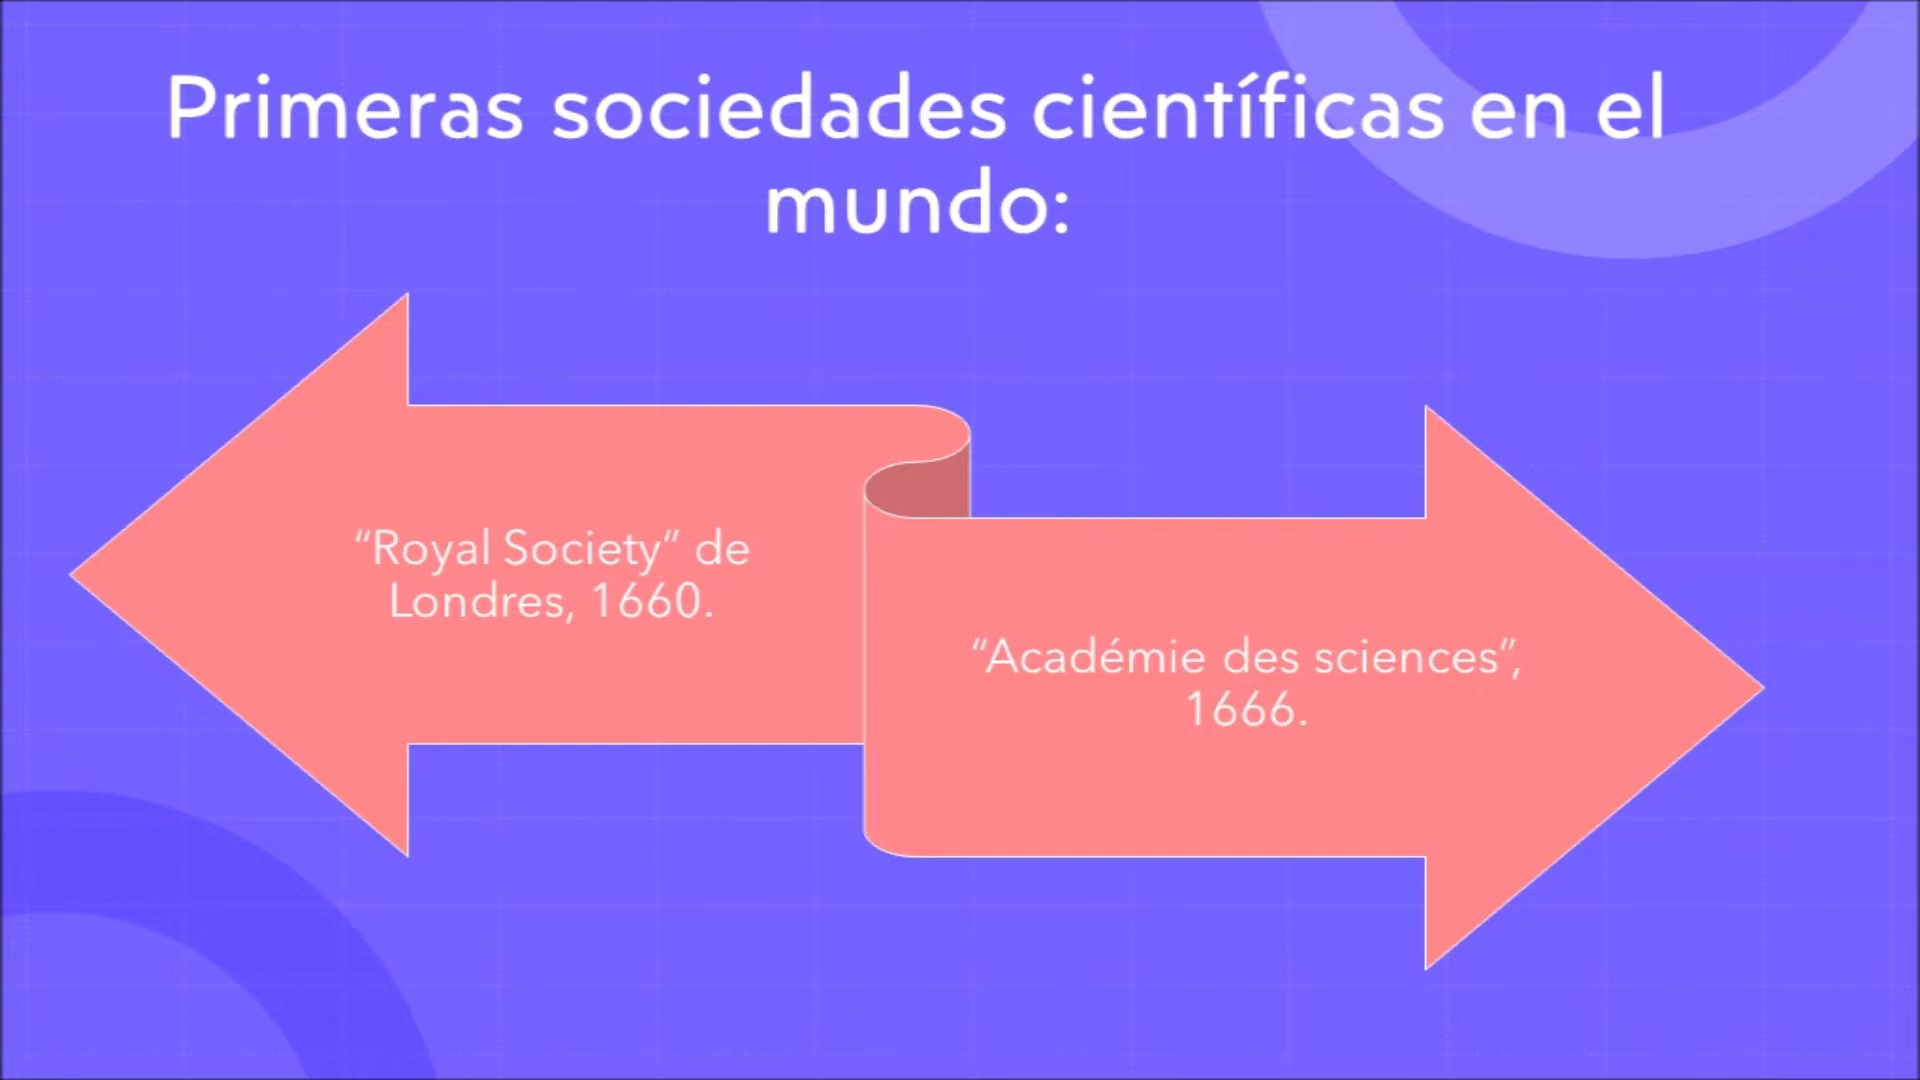 Primeras sociedades científicas en el
mundo:
“Royal Society” de
Londres, 1660.
“Académie des sciences”,
1666.